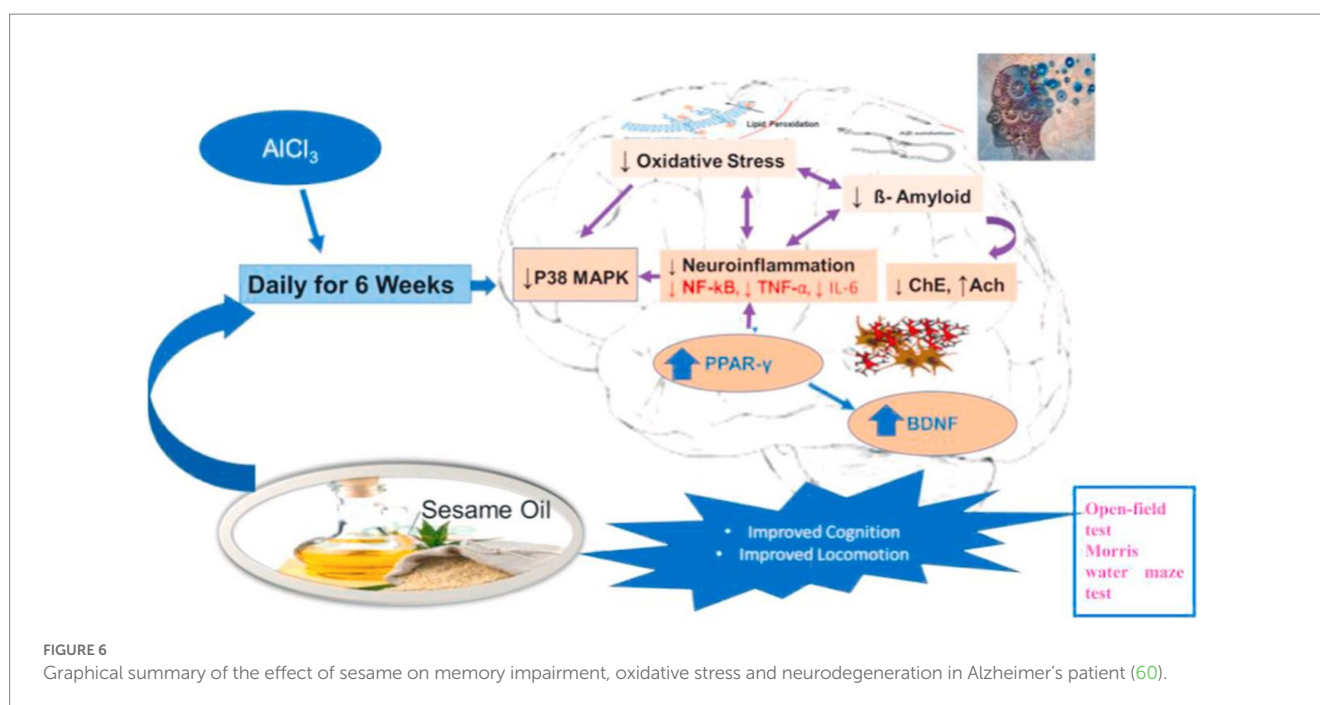 Lipid Peroxidation
AlCl₃
↓ Oxidative Stress
↓ ß- Amyloid
Daily for 6 Weeks
↓P38 MAPK
↓ Neuroinflammation
↓ NF-kB, ↓ TNF-α, ↓ IL-6
↓ ChE, ↑Ach
PPAR-γ
BDNF
Sesame Oil
• Improved Cognition
• Improved Locomotion
Open-field
test
Morris
water maze
test
FIGURE 6
Graphical summary of the effect of sesame on memory impairment, oxidative stress and neurodegeneration in Alzheimer's patient (60).